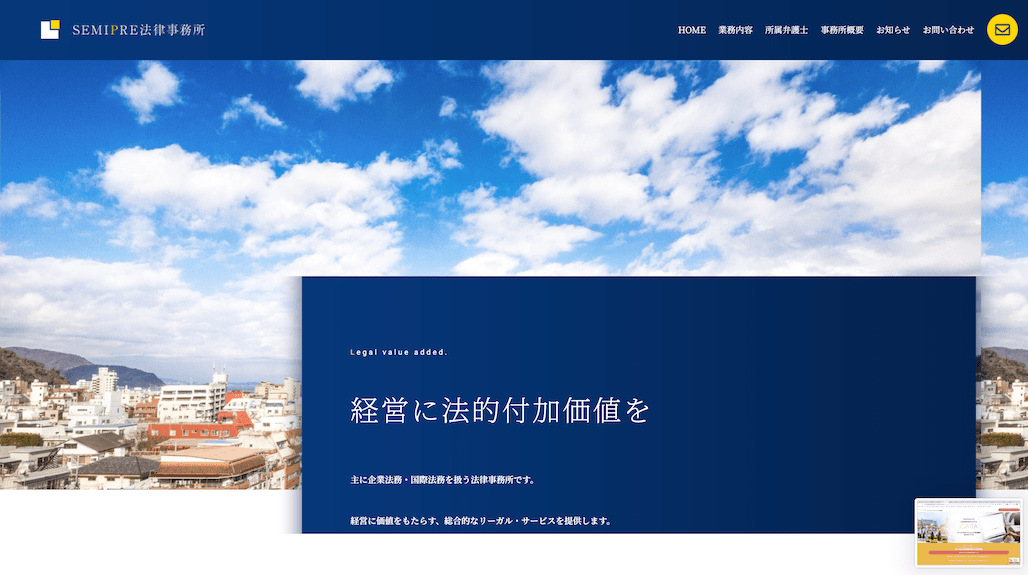 SEMIPRE法律事務所
HOME 業務内容 所属弁護士 事務所概要 お知らせ お問い合わせ
Legal value added.
経営に法的付加価値を
主に企業法務・国際法務を扱う法律事務所です。
経営に価値をもたらす、総合的なリーガル・サービスを提供します。